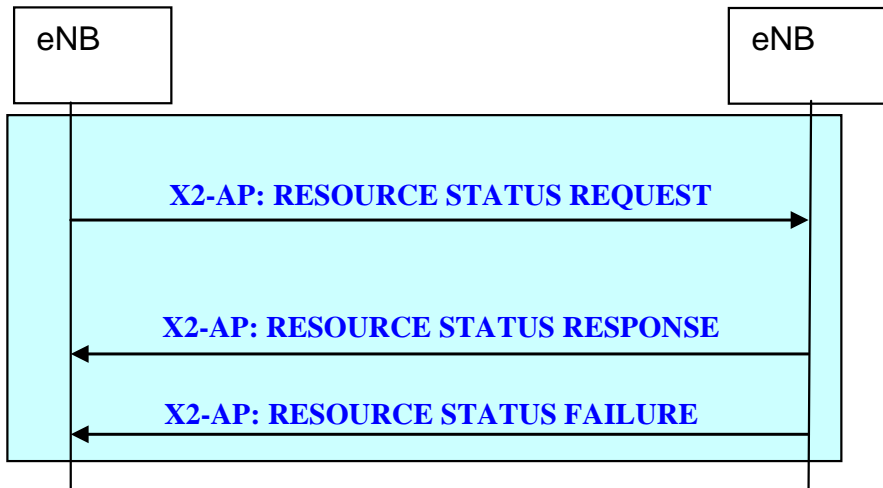 eNB
eNB
X2-AP: RESOURCE STATUS REQUEST
X2-AP: RESOURCE STATUS RESPONSE
X2-AP: RESOURCE STATUS FAILURE